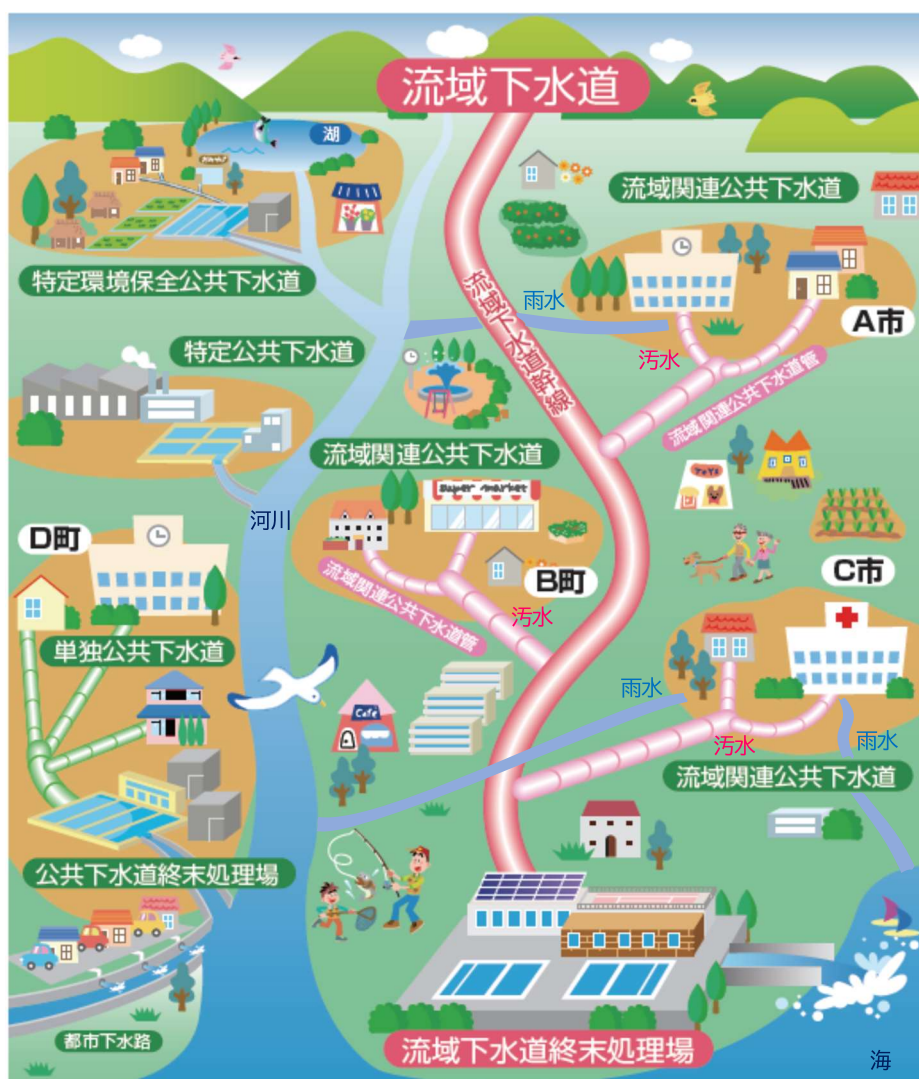 流域下水道
湖
流域関連公共下水道
特定環境保全公共下水道
流域下水道幹線
雨水
A市
特定公共下水道
汚水
流域関連公共下水道管
流域関連公共下水道
TOYS
super market
河川
D町
B町
C市
流域関連公共下水道管
汚水
単独公共下水道
雨水
Cafe
汚水
雨水
流域関連公共下水道
公共下水道終末処理場
都市下水路
流域下水道終末処理場
海